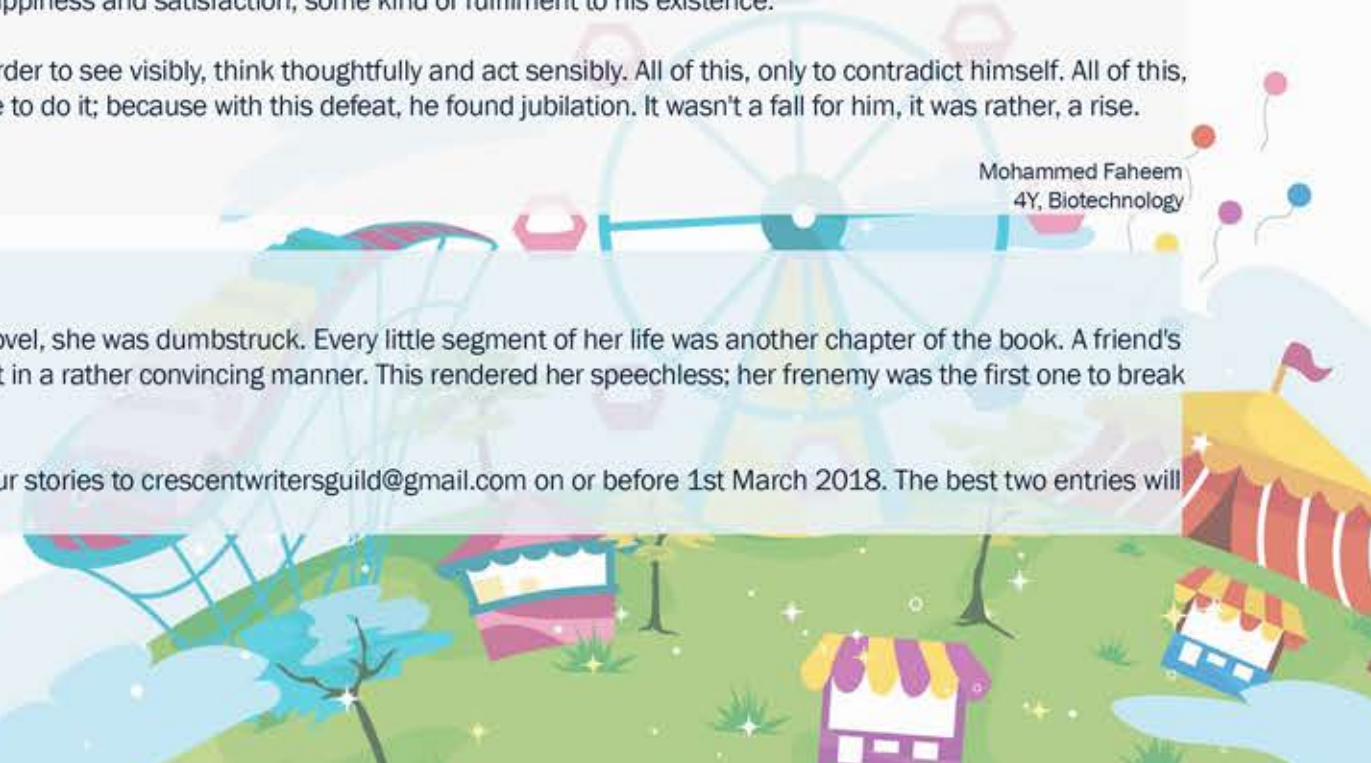 happiness and satisfaction, some kind of fulfilment to his existence.
to see visibly, think thoughtfully and act sensibly. All of this, only to contradict himself. All of this,
to do it; because with this defeat, he found jubilation. It wasn't a fall for him, it was rather, a rise.
Mohammed Faheem
4Y, Biotechnology
she was dumbstruck. Every little segment of her life was another chapter of the book. A friend's
in a rather convincing manner. This rendered her speechless; her frenemy was the first one to break
stories to crescentwritersguild@gmail.com on or before 1st March 2018. The best two entries will